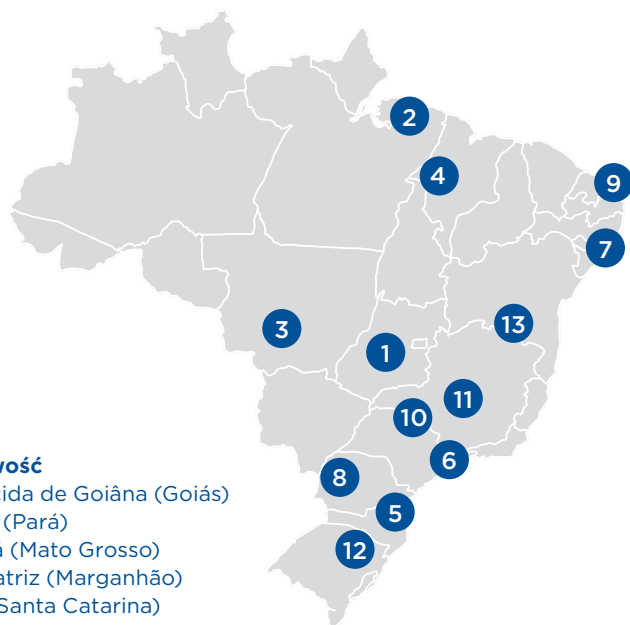 2
4
9
7
13
3
1
11
10
6
8
5
12
wość
cida de Goiâna (Goiás)
(Pará)
á (Mato Grosso)
atriz (Marganhão)
(Santa Catarina)